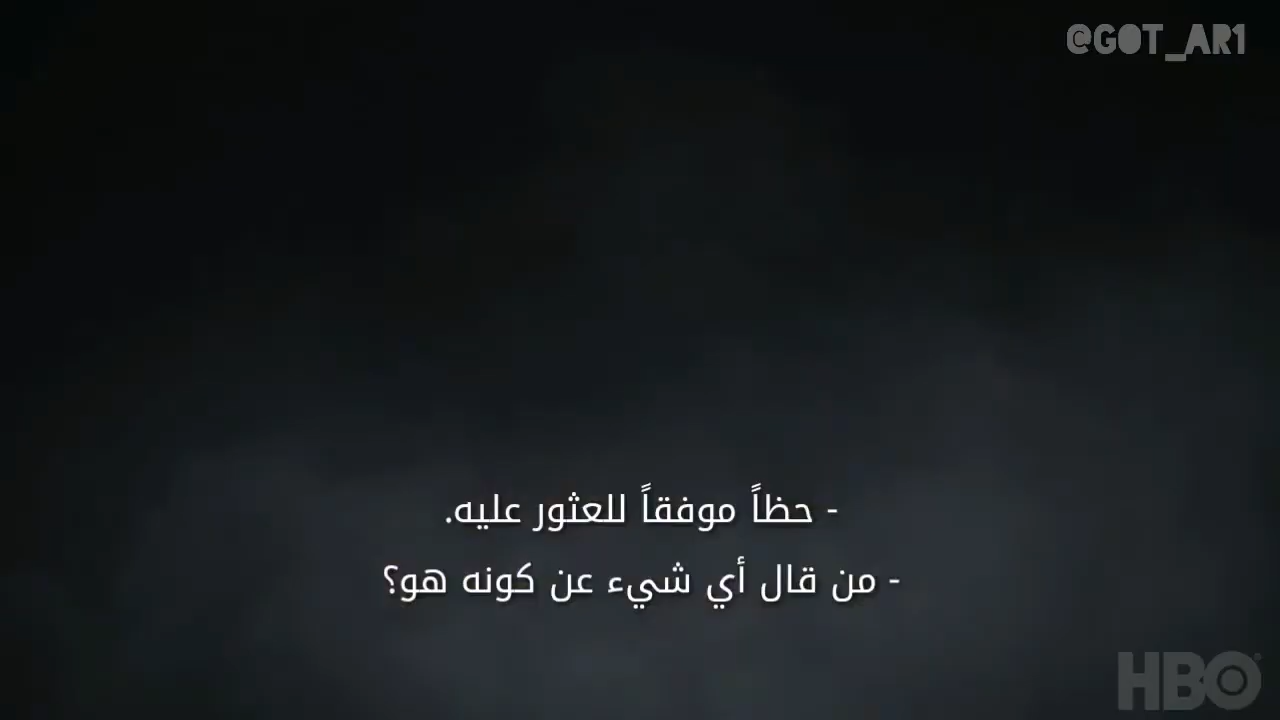 @GOT_AR1
- حظاً موفقاً للعثور عليه.
- من قال أي شيء عن كونه هو؟
HBO